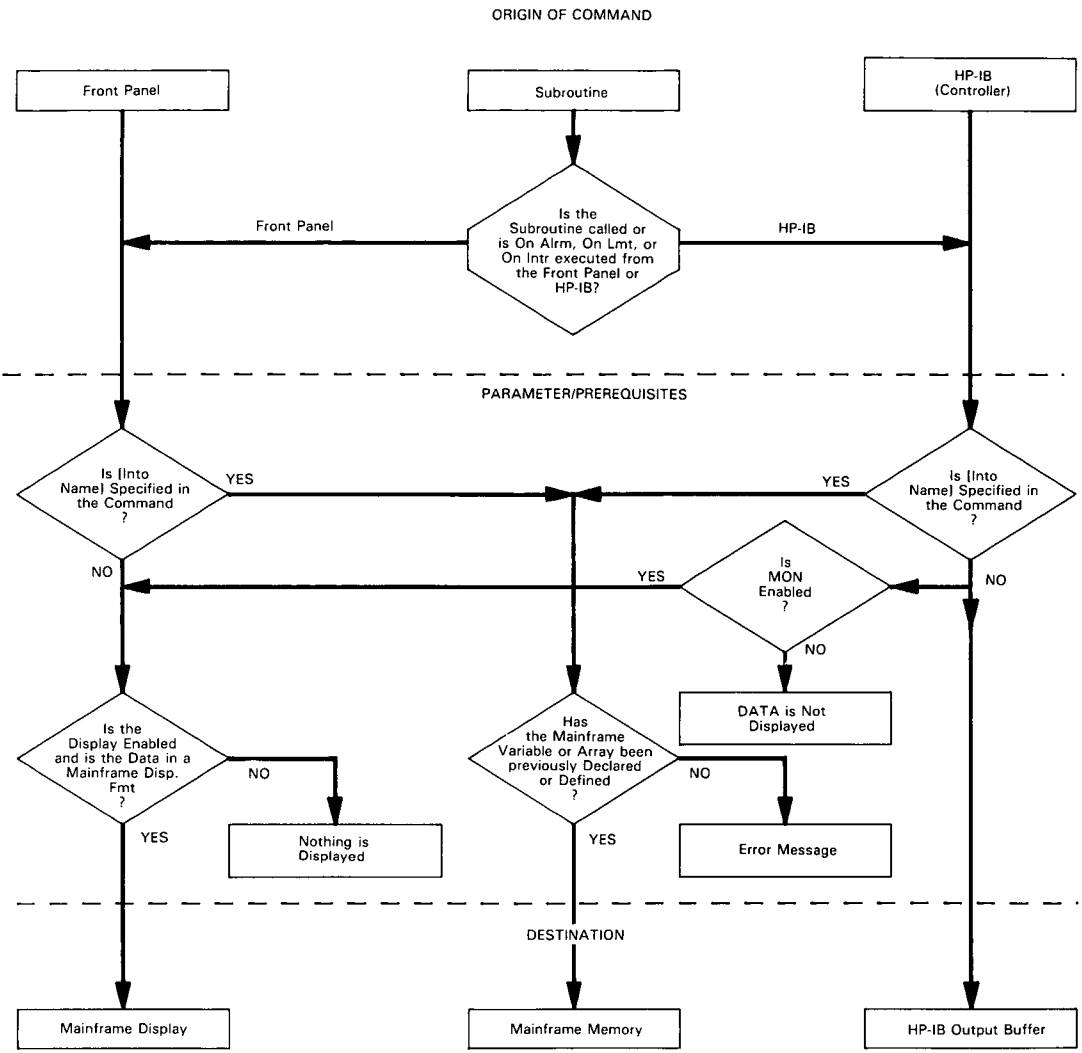 ORIGIN OF COMMAND
Front Panel
Subroutine
HP-IB
(Controller)
Is the
Subroutine called or
is On Alrm, On Lmt, or
On Intr executed from
the Front Panel or
HP-IB?
Front Panel
HP-IB
PARAMETER/PREREQUISITES
Is [Into
Name] Specified in
the Command
?
YES
NO
Is [Into
Name] Specified in
the Command
?
YES
NO
Is
MON
Enabled
?
YES
NO
DATA is Not
Displayed
Is the
Display Enabled
and is the Data in a
Mainframe Disp.
Fmt
?
NO
YES
Nothing is
Displayed
Has
the Mainframe
Variable or Array been
previously Declared
or Defined
?
NO
YES
Error Message
DESTINATION
Mainframe Display
Mainframe Memory
HP-IB Output Buffer